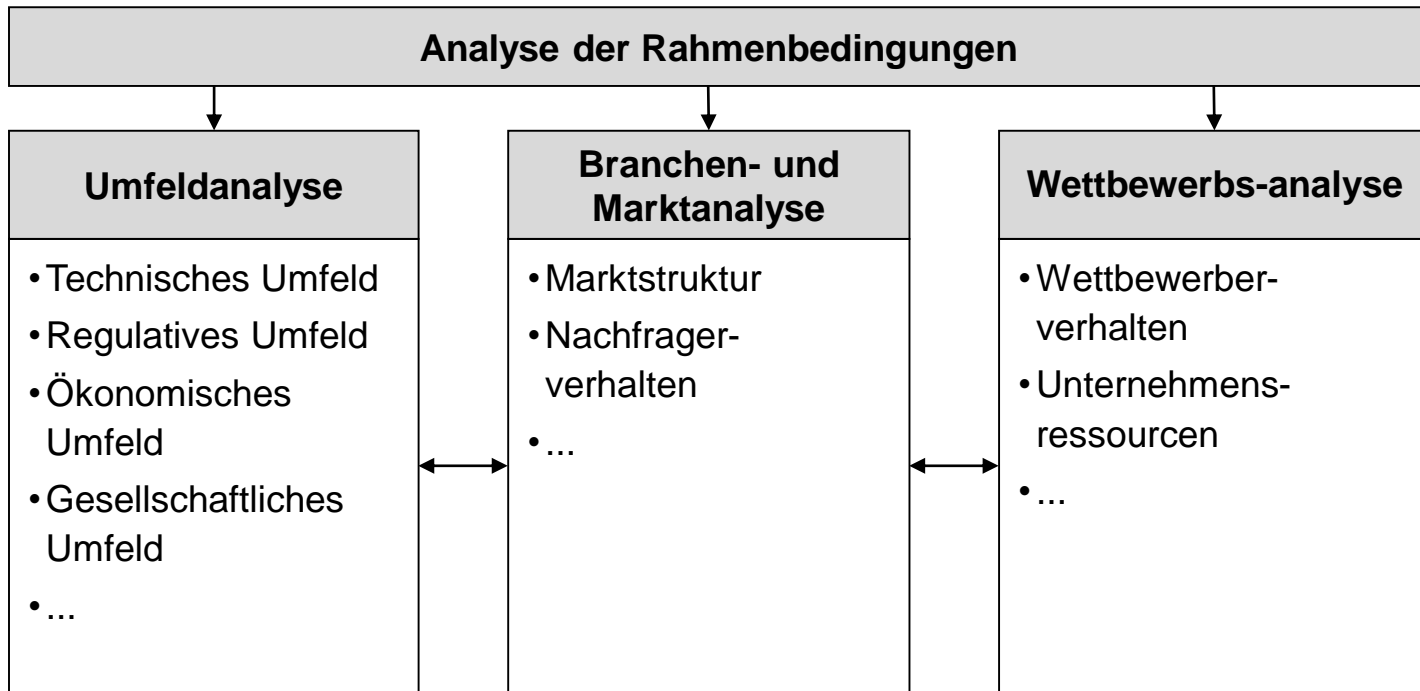 Analyse der Rahmenbedingungen
Umfeldanalyse
• Technisches Umfeld
• Regulatives Umfeld
• Ökonomisches
Umfeld
• Gesellschaftliches
Umfeld
• ...
Branchen- und
Marktanalyse
• Marktstruktur
• Nachfrager-
verhalten
• ...
Wettbewerbs-analyse
• Wettbewerber-
verhalten
• Unternehmens-
ressourcen
• ...